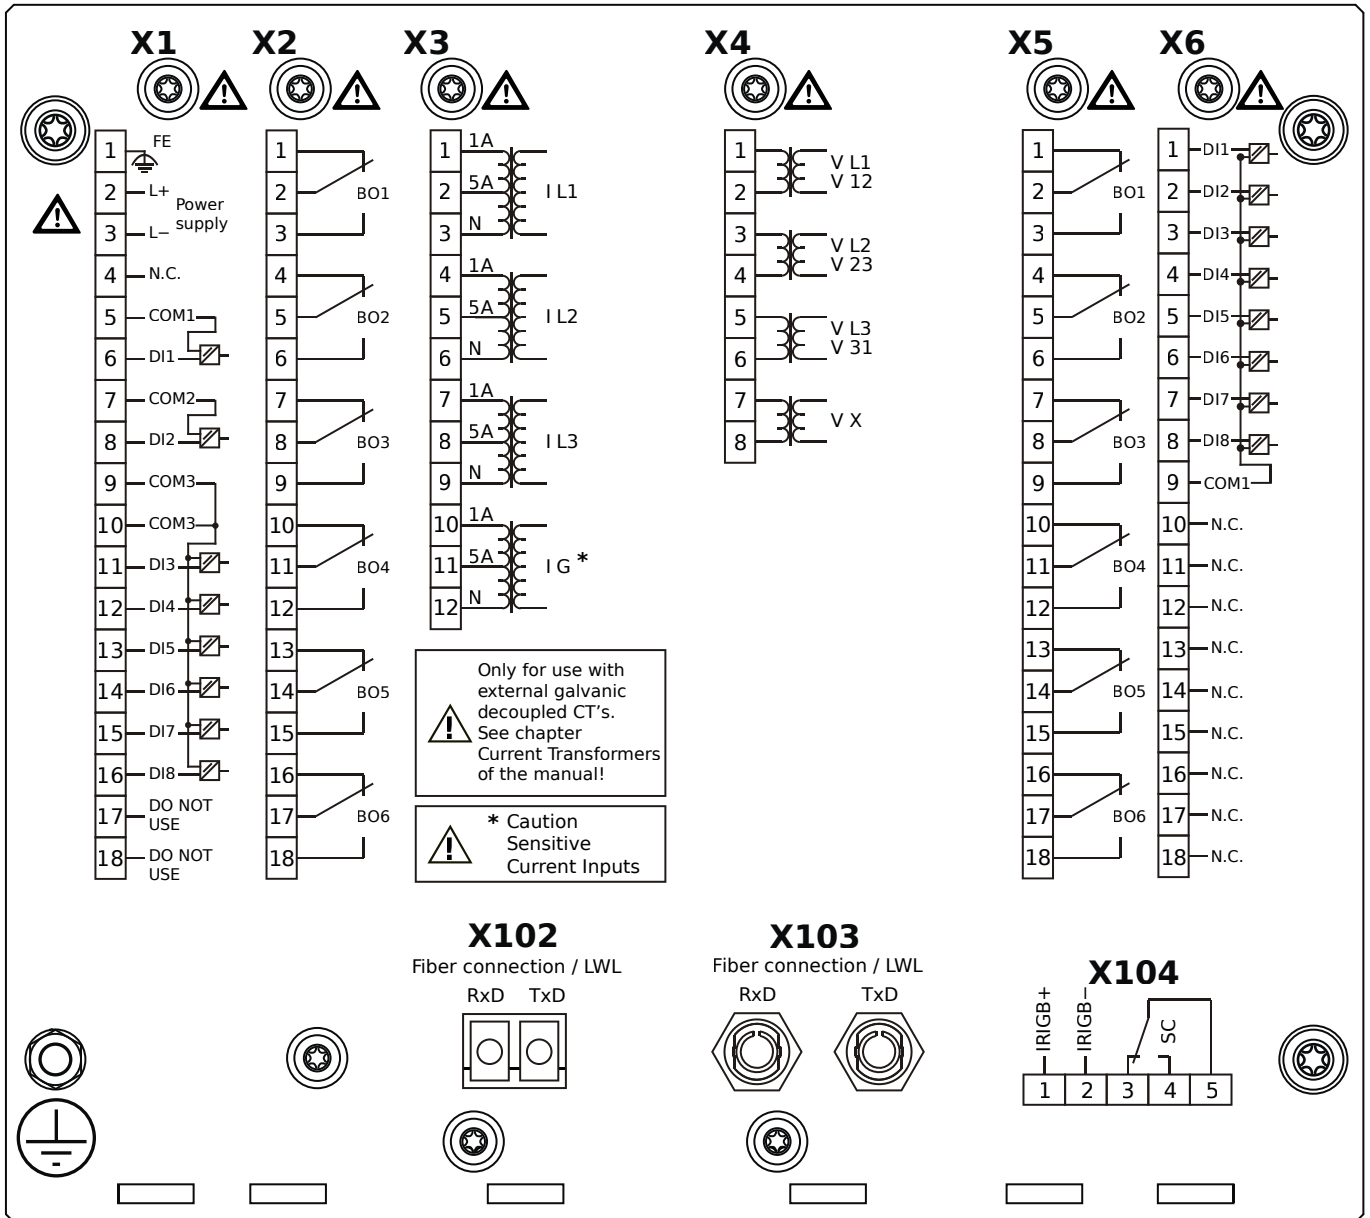 X1
X2
X3
X4
X5
X6
1 FE
2 L+
Power
supply
3 L−
4 N.C.
5 COM1
6 DI1
7 COM2
8 DI2
9 COM3
10 COM3
11 DI3
12 DI4
13 DI5
14 DI6
15 DI7
16 DI8
17 DO NOT
USE
18 DO NOT
USE
1
2 BO1
3
4
5 BO2
6
7
8 BO3
9
10
11 BO4
12
13
14 BO5
15
16
17 BO6
18
1 1A
2 5A I L1
3 N
4 1A
5 5A I L2
6 N
7 1A
8 5A I L3
9 N
10 1A
11 5A I G *
12 N
Only for use with
external galvanic
decoupled CT's.
See chapter
Current Transformers
of the manual!
* Caution
Sensitive
Current Inputs
1 V L1
2 V 12
3 V L2
4 V 23
5 V L3
6 V 31
7 V X
8
1
2 BO1
3
4
5 BO2
6
7
8 BO3
9
10
11 BO4
12
13
14 BO5
15
16
17 BO6
18
1 DI1
2 DI2
3 DI3
4 DI4
5 DI5
6 DI6
7 DI7
8 DI8
9 COM1
10 N.C.
11 N.C.
12 N.C.
13 N.C.
14 N.C.
15 N.C.
16 N.C.
17 N.C.
18 N.C.
X102
Fiber connection / LWL
RxD TxD
X103
Fiber connection / LWL
RxD TxD
X104
IRIGB+
IRIGB−
SC
1 2 3 4 5